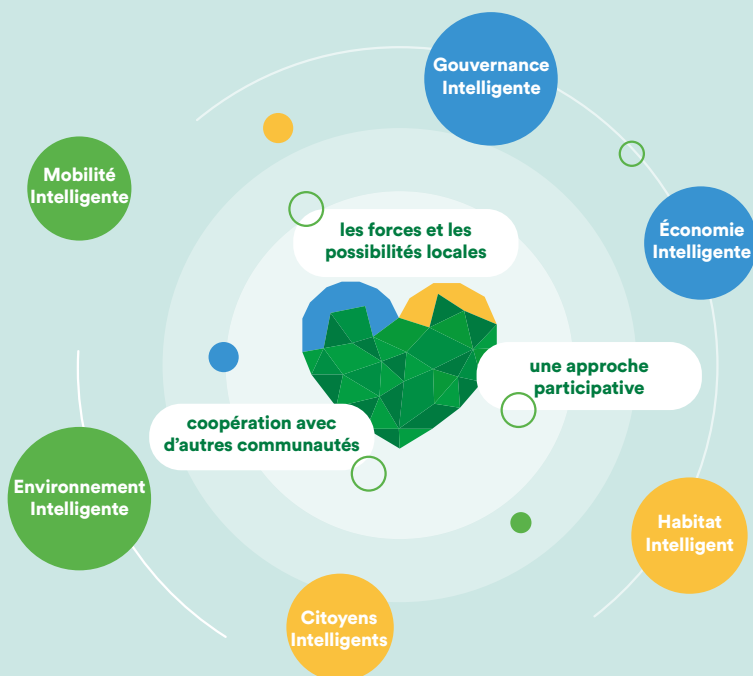 Gouvernance
Intelligente
Mobilité
Intelligente
Économie
Intelligente
les forces et les
possibilités locales
une approche
participative
coopération avec
d'autres communautés
Environnement
Intelligente
Habitat
Intelligent
Citoyens
Intelligents